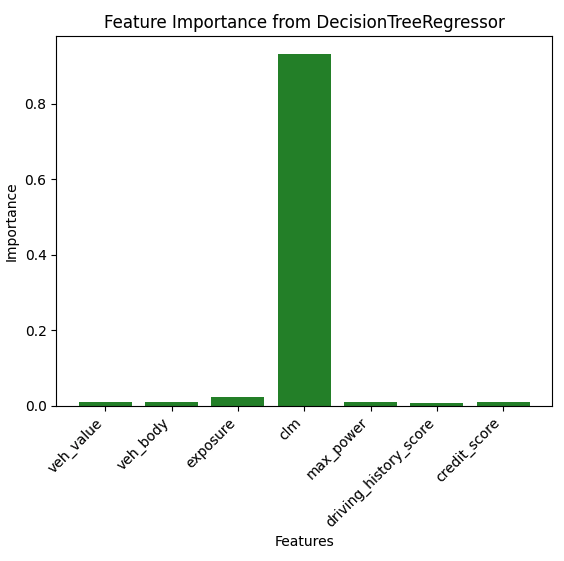 Feature Importance from DecisionTreeRegressor
Importance
0.8
0.6
0.4
0.2
0.0
veh_value
veh_body
exposure
clm
max_power
driving_history_score
credit_score
Features